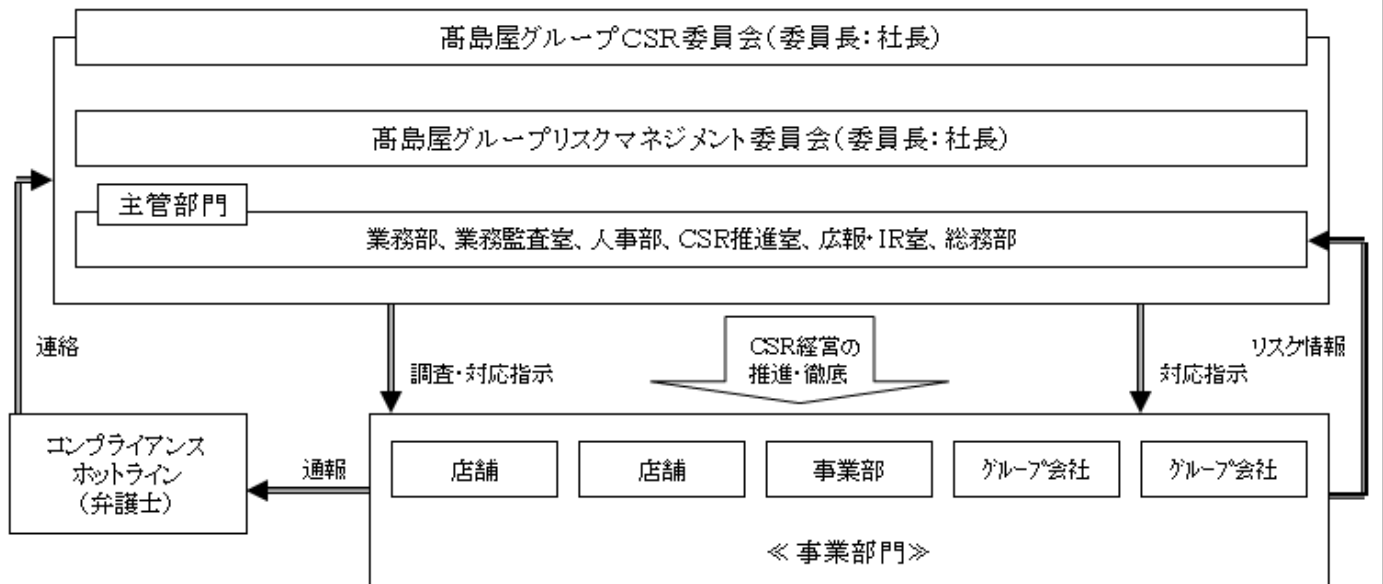 髙島屋グループCSR委員会(委員長:社長)
髙島屋グループリスクマネジメント委員会(委員長:社長)
主管部門
業務部、業務監査室、人事部、CSR推進室、広報・IR室、総務部
連絡
調査・対応指示
CSR経営の
推進・徹底
対応指示
リスク情報
コンプライアンス
ホットライン
(弁護士)
通報
店舗
店舗
事業部
グループ会社
グループ会社
≪事業部門≫